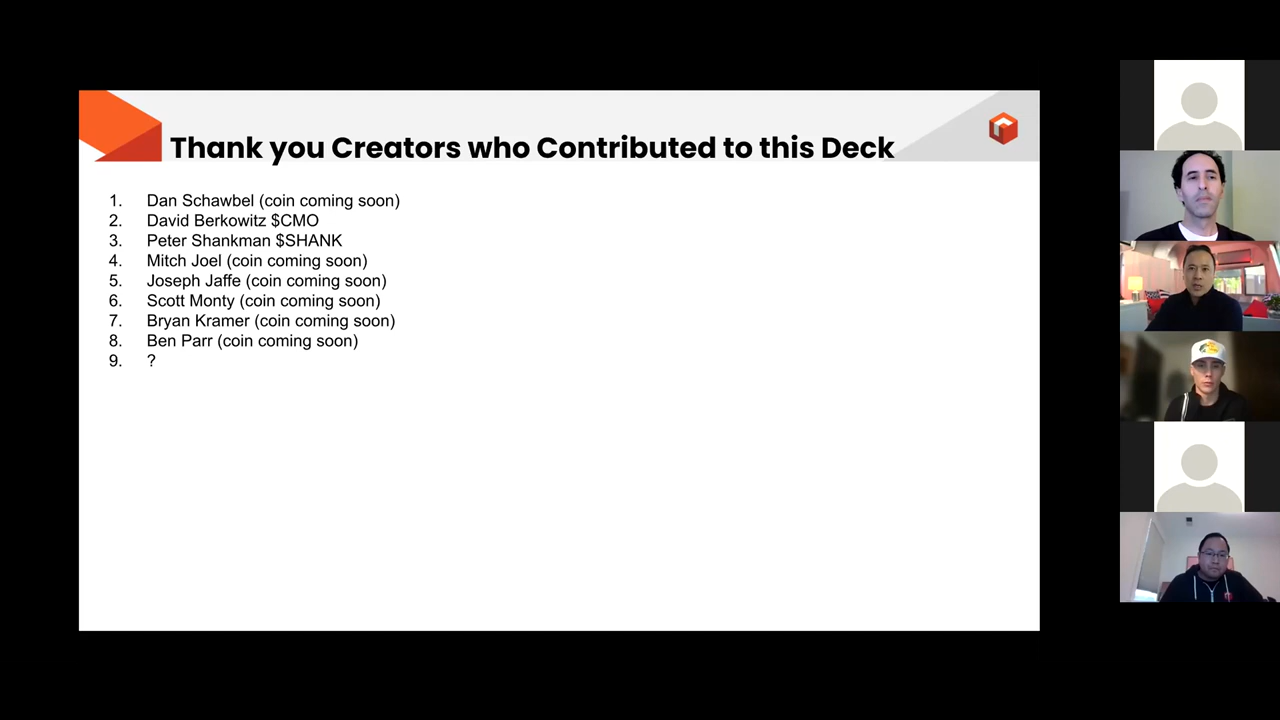 Thank you Creators who Contributed to this Deck
1. Dan Schawbel (coin coming soon)
2. David Berkowitz $CMO
3. Peter Shankman $SHANK
4. Mitch Joel (coin coming soon)
5. Joseph Jaffe (coin coming soon)
6. Scott Monty (coin coming soon)
7. Bryan Kramer (coin coming soon)
8. Ben Parr (coin coming soon)
9. ?